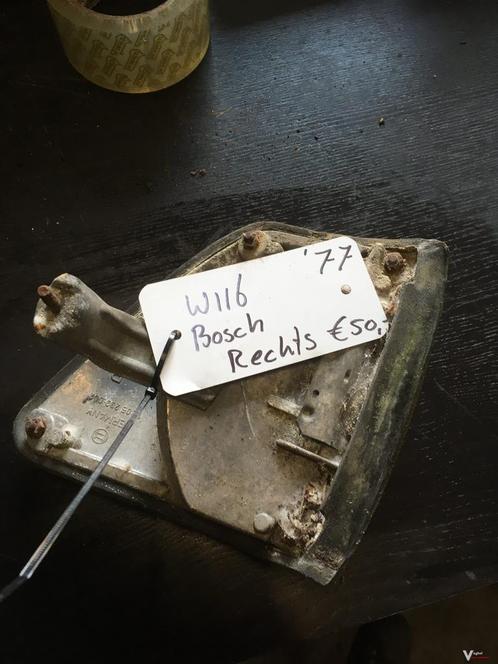 '77
W116
Bosch
Rechts €50,-